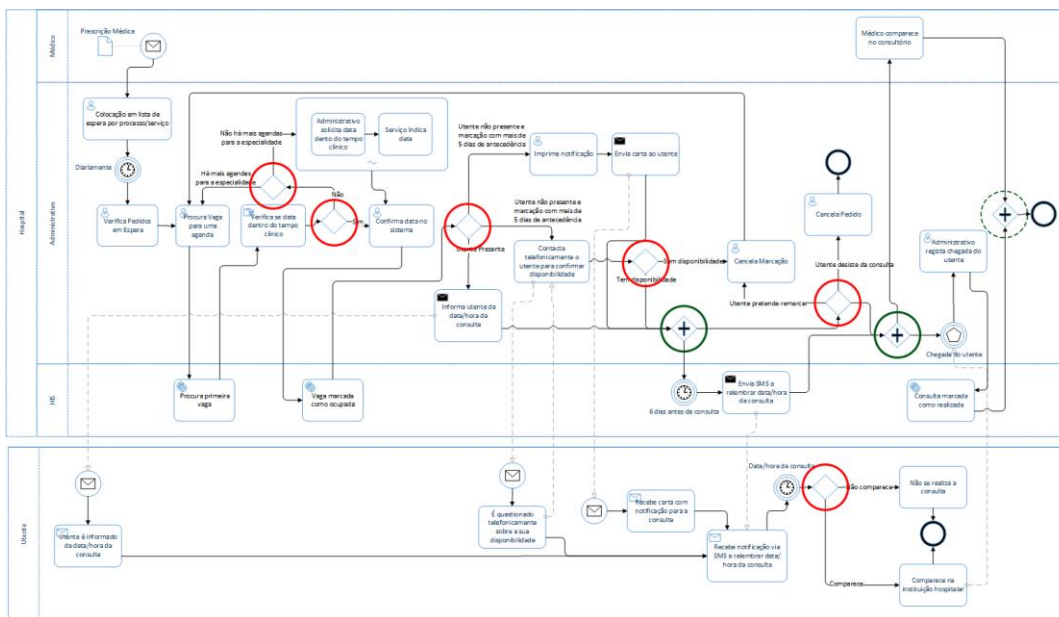 Hospital
Médico
Prescrição Médica
Médico comparece
no consultório
Administrativo
Colocação em lista de
espera por processo/serviço
Diariamente
Verifica Pedidos
em Espera
Procura Vaga
para uma
agenda
Não há mais agendas
para a especialidade
Há mais agendas
para a especialidade
Administrativo
solicita data
dento do tempo
clínico
Serviço indica
data
Verifica se data
dentro do tempo
clínico
Não
Sim
Confirma data no
sistema
Utente não presente e
marcação com mais de
5 dias de antecedência
Imprime notificação
Envia carta ao utente
Utente não presente e
marcação com mais de
5 dias de antecedência
Utente Presente
Contacta
telefonicamente o
utente para confirmar
disponibilidade
Informa utente da
data/hora da
consulta
Sem disponibilidade
Tem disponibilidade
Cancela Marcação
Cancela Pedido
Utente desiste da consulta
Utente pretende remarcar
Administrativo
regista chegada do
utente
Chegada do utente
HIS
Procura primeira
vaga
Vaga marcada
como ocupada
6 dias antes da consulta
Envia SMS a
relembrar data/hora
da consulta
Consulta marcada
como realizada
Utente
Utente é informado
da data/hora da
consulta
É questionado
telefonicamente
sobre a sua
disponibilidade
Recebe carta com
notificação para a
consulta
Recebe notificação via
SMS a relembrar data/
hora da consulta
Data/hora da consulta
Não comparece
Não se realiza a
consulta
Comparece
Comparece na
instituição hospitalar